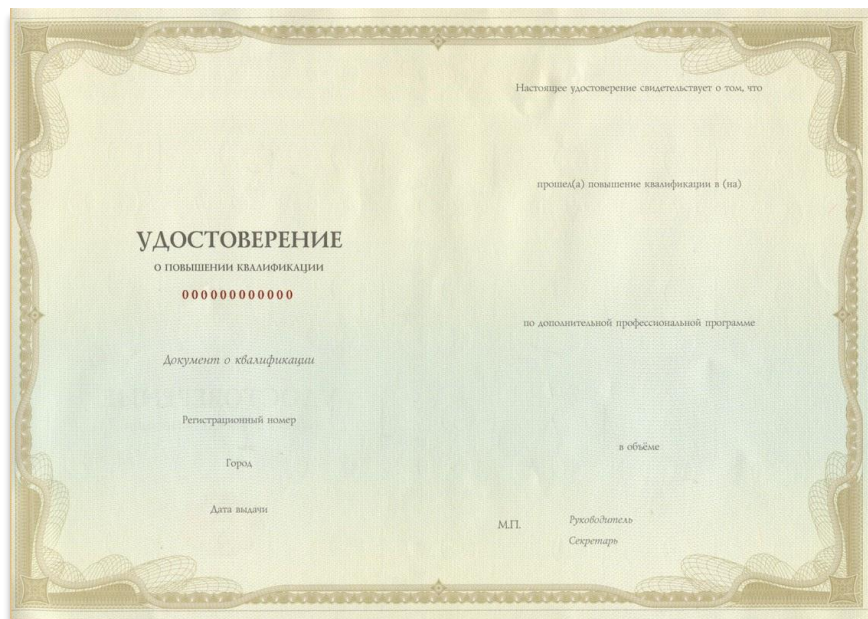 УДОСТОВЕРЕНИЕ
О ПОВЫШЕНИИ КВАЛИФИКАЦИИ
000000000000
Документ о квалификации
Регистрационный номер
Город
Дата выдачи
Настоящее удостоверение свидетельствует о том, что
прошел(а) повышение квалификации в (на)
по дополнительной профессиональной программе
в объёме
М.П.
Руководитель
Секретарь